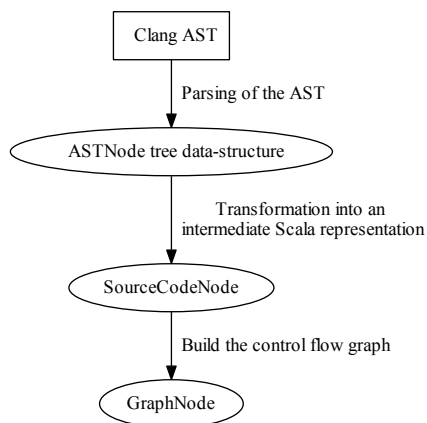 Clang AST
Parsing of the AST
ASTNode tree data-structure
Transformation into an
intermediate Scala representation
SourceCodeNode
Build the control flow graph
GraphNode